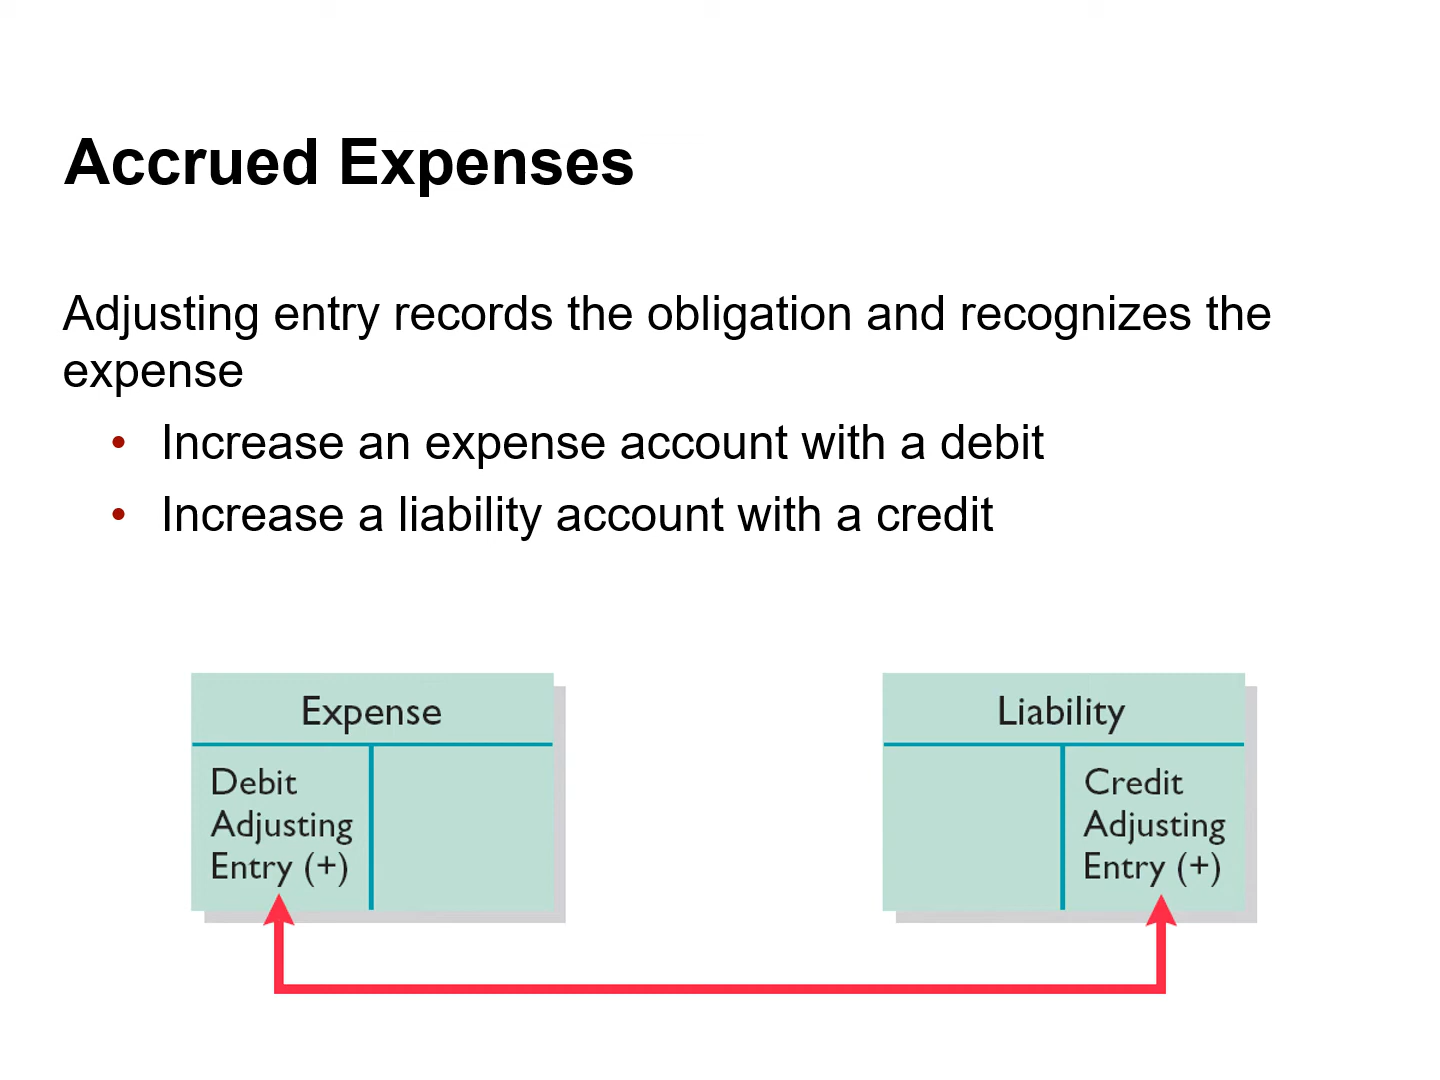 Accrued Expenses
Adjusting entry records the obligation and recognizes the
expense
• Increase an expense account with a debit
• Increase a liability account with a credit
Expense
Debit
Adjusting
Entry (+)
Liability
Credit
Adjusting
Entry (+)